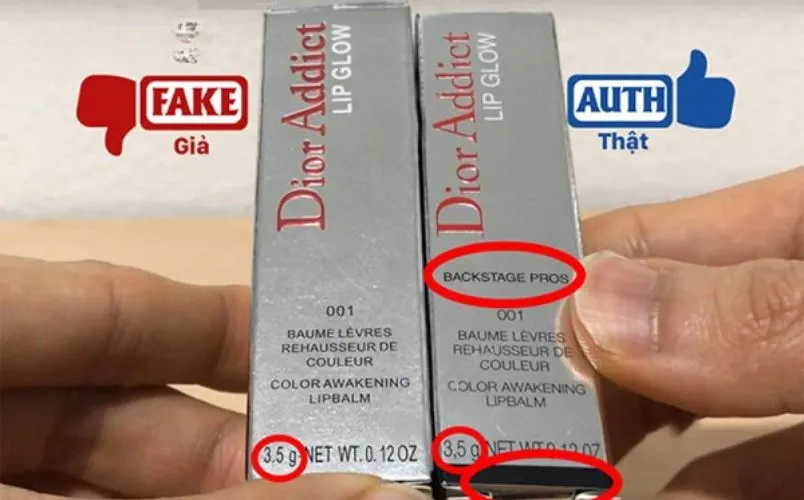 FAKE
Giả
Dior Addict
LIP GLOW
001
BAUME LÈVRES
REHAUSSEUR DE
COULEUR
COLOR AWAKENING
LIPBALM
3.5 g NET WT. 0.12 OZ
AUTH
Thật
Dior Addict
LIP GLOW
BACKSTAGE PROS
001
BAUME LÈVRES
REHAUSSEUR DE
COULEUR
COLOR AWAKENING
LIPBALM
3,5 g NET WT. 0.12 OZ